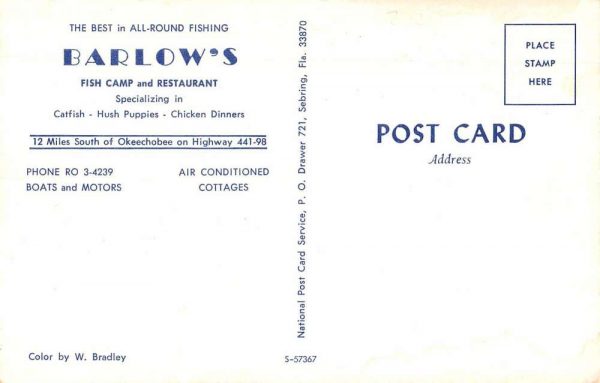 THE BEST in ALL-ROUND FISHING
BARLOW'S
FISH CAMP and RESTAURANT
Specializing in
Catfish - Hush Puppies - Chicken Dinners
12 Miles South of Okeechobee on Highway 441-98
PHONE RO 3-4239
BOATS and MOTORS
AIR CONDITIONED
COTTAGES
Color by W. Bradley
National Post Card Service, P. O. Drawer 721, Sebring, Fla. 33870
S-57367
PLACE
STAMP
HERE
POST CARD
Address